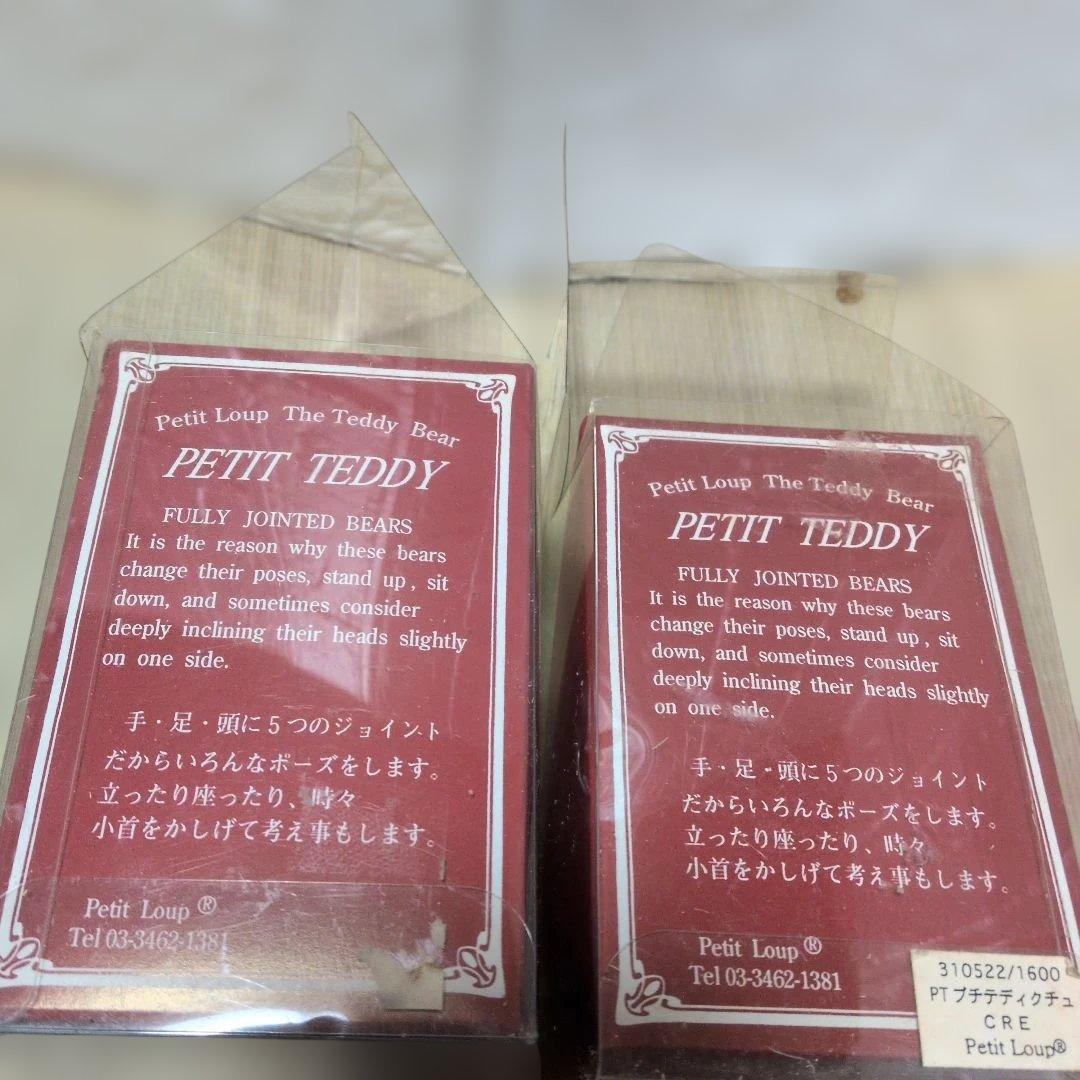 Petit Loup The Teddy Bear
PETIT TEDDY
FULLY JOINTED BEARS
It is the reason why these bears
change their poses, stand up, sit
down, and sometimes consider
deeply inclining their heads slightly
on one side.
手・足・頭に5つのジョイント
だからいろんなポーズをします。
立ったり座ったり、時々
小首をかしげて考え事もします。
Petit Loup ®
Tel 03-3462-1381
Petit Loup The Teddy Bear
PETIT TEDDY
FULLY JOINTED BEARS
It is the reason why these bears
change their poses, stand up, sit
down, and sometimes consider
deeply inclining their heads slightly
on one side.
手・足・頭に5つのジョイント
だからいろんなポーズをします。
立ったり座ったり、時々
小首をかしげて考え事もします。
Petit Loup ®
Tel 03-3462-1381
310522/1600
PTプチテディクチュ
CRE
Petit Loup®